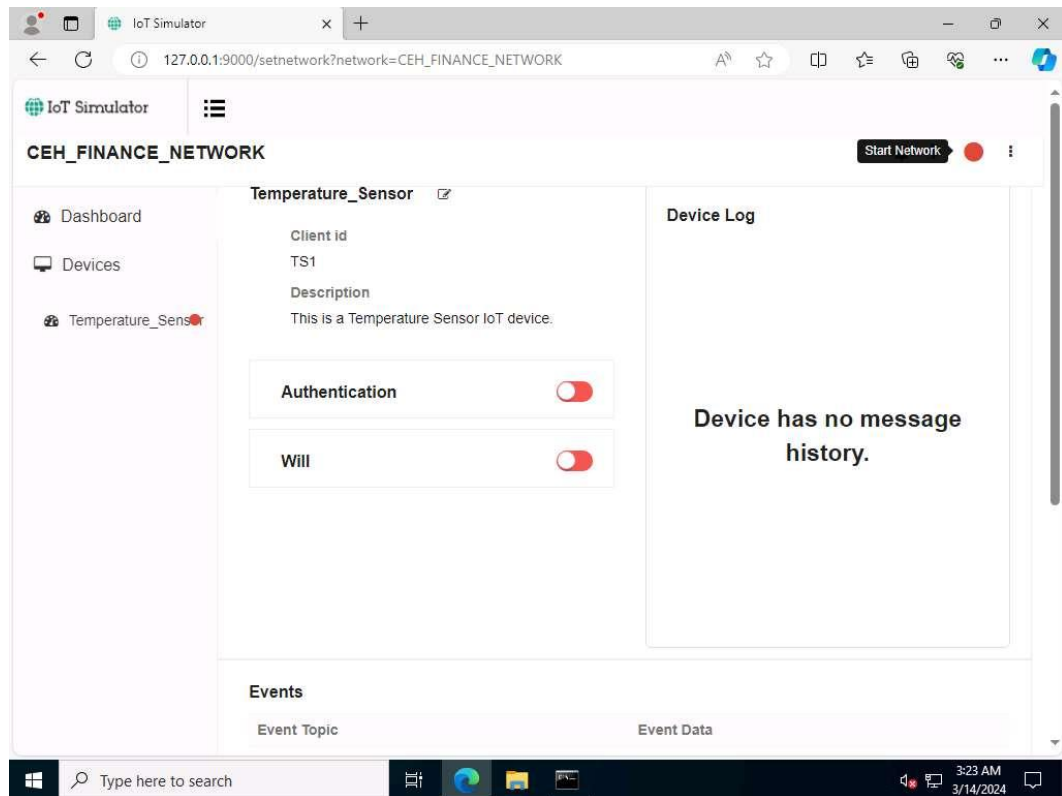 IoT Simulator
127.0.0.1:9000/setnetwork?network=CEH_FINANCE_NETWORK
IoT Simulator
CEH_FINANCE_NETWORK
Start Network
Dashboard
Devices
Temperature_Sensor
Temperature_Sensor
Client id
TS1
Description
This is a Temperature Sensor IoT device.
Authentication
Will
Device Log
Device has no message
history.
Events
Event Topic Event Data
Type here to search
3:23 AM
3/14/2024